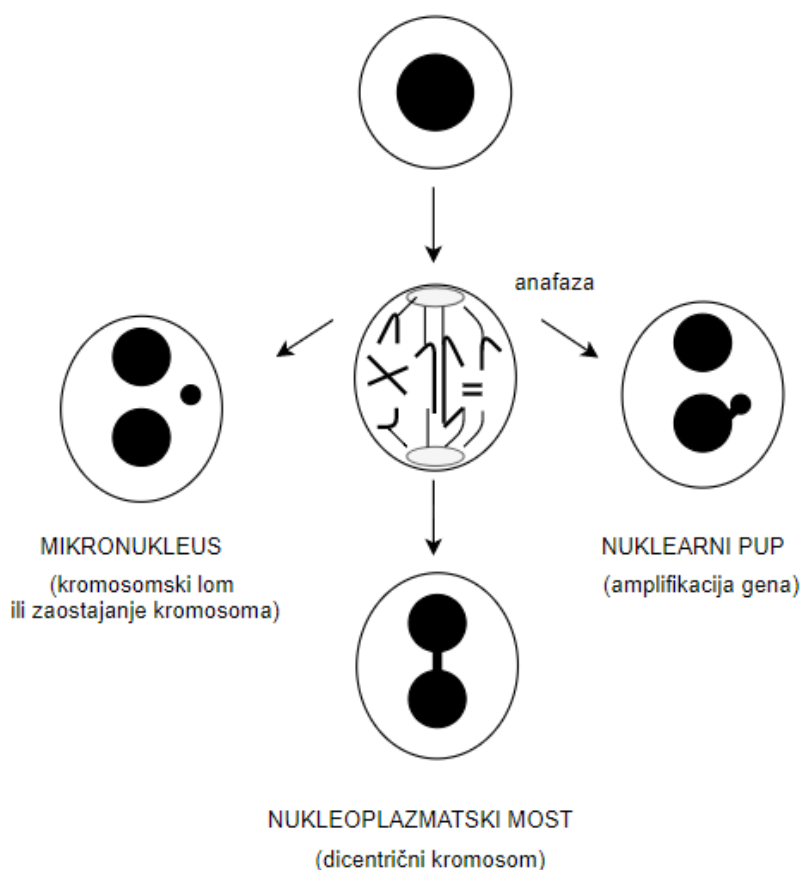 anafaza
MIKRONUKLEUS
(kromosomski lom
ili zaostajanje kromosoma)
NUKLEARNI PUP
(amplifikacija gena)
NUKLEOPLAZMATSKI MOST
(dicentrični kromosom)